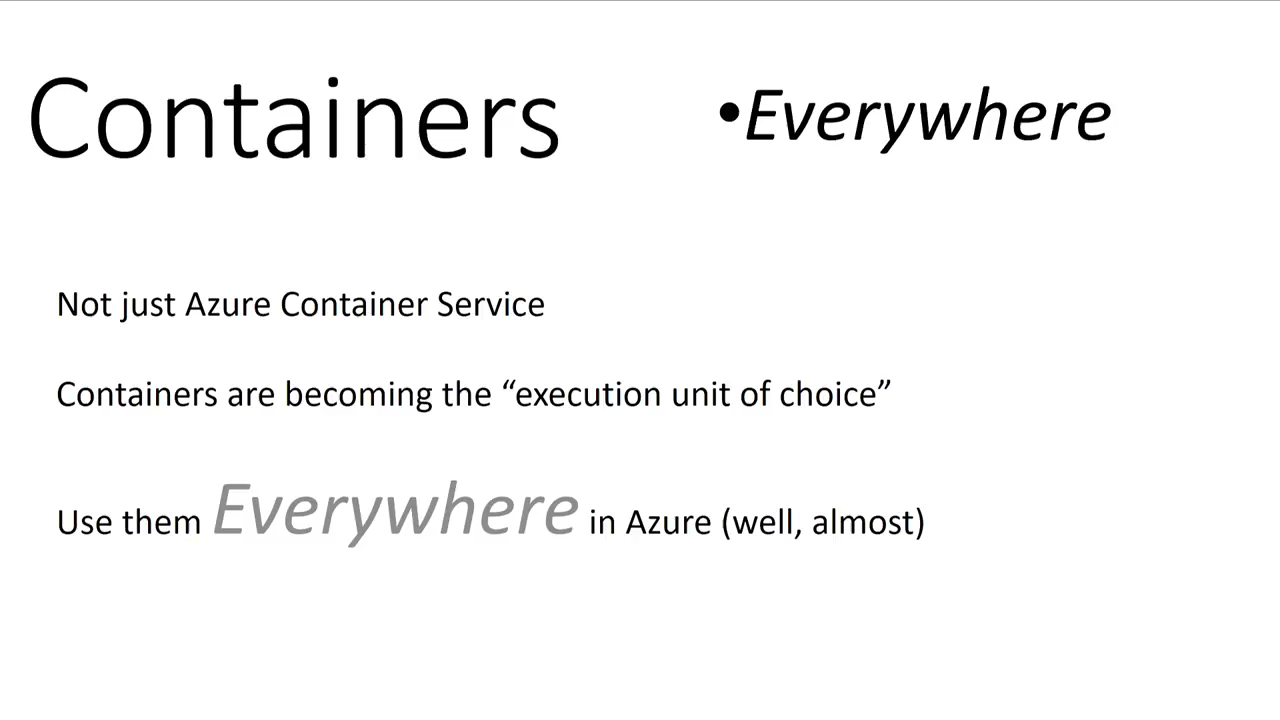 Containers
•Everywhere
Not just Azure Container Service
Containers are becoming the “execution unit of choice”
Use them Everywhere in Azure (well, almost)